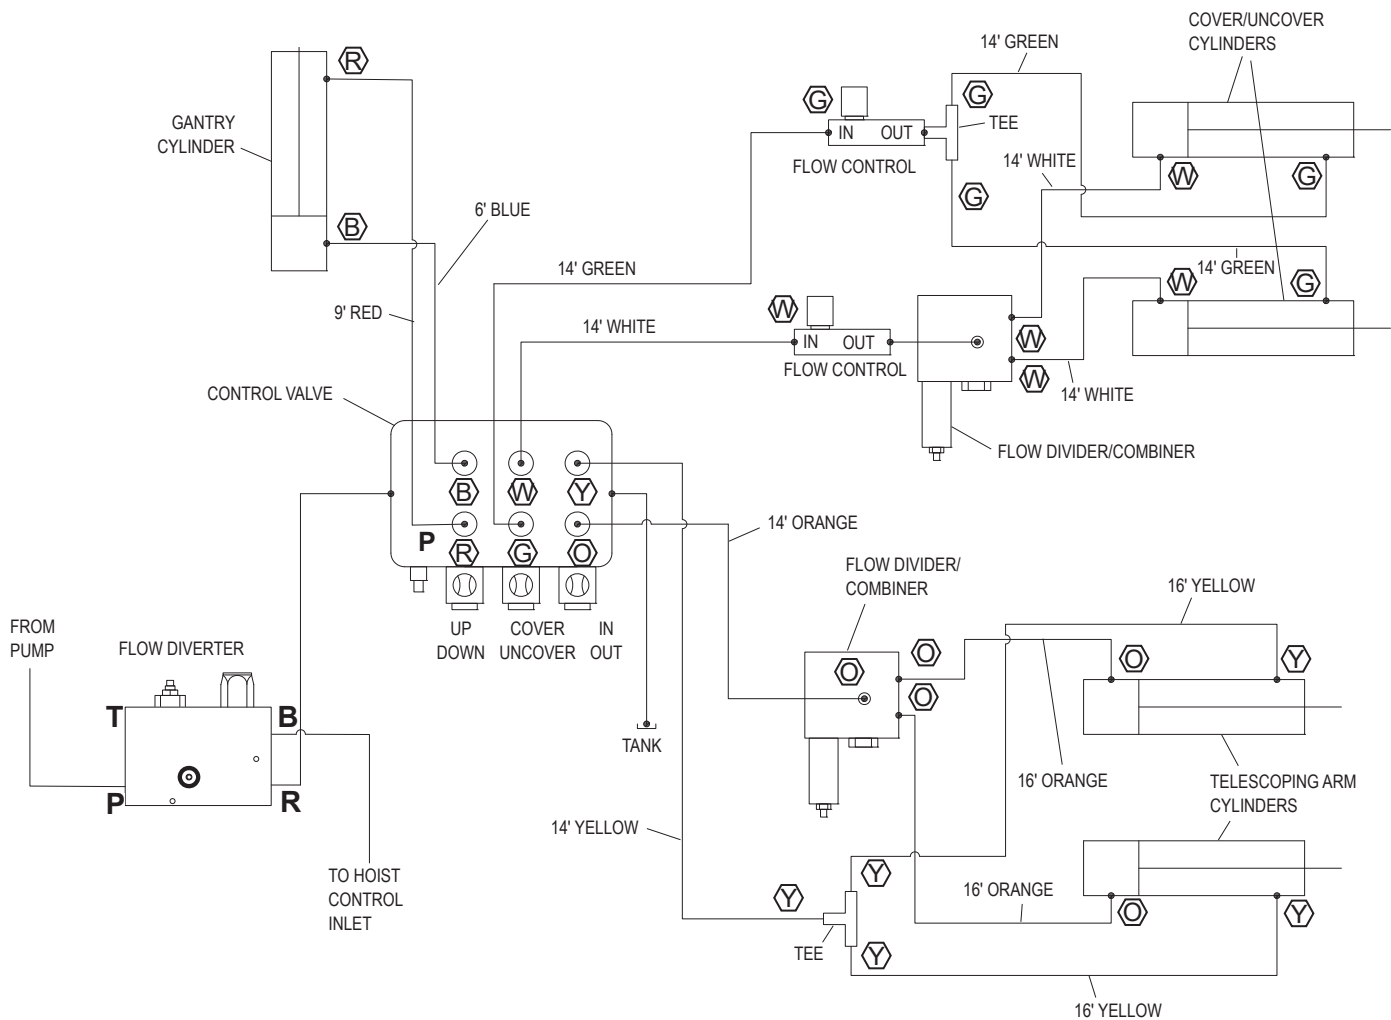 COVER/UNCOVER
CYLINDERS
14' GREEN
R
G
G
GANTRY
CYLINDER
IN OUT
TEE
FLOW CONTROL
14' WHITE
W
G
G
6' BLUE
B
14' GREEN
14' GREEN
W
G
9' RED
W
14' WHITE
IN OUT
W
FLOW CONTROL
W
14' WHITE
CONTROL VALVE
FLOW DIVIDER/COMBINER
B
W
Y
14' ORANGE
P
R
G
O
FLOW DIVIDER/
COMBINER
16' YELLOW
FROM
PUMP
FLOW DIVERTER
UP
DOWN
COVER
UNCOVER
IN
OUT
O
O
O
O
Y
T
B
TANK
16' ORANGE
TELESCOPING ARM
CYLINDERS
P
R
14' YELLOW
TO HOIST
CONTROL
INLET
Y
Y
16' ORANGE
O
Y
TEE
Y
16' YELLOW